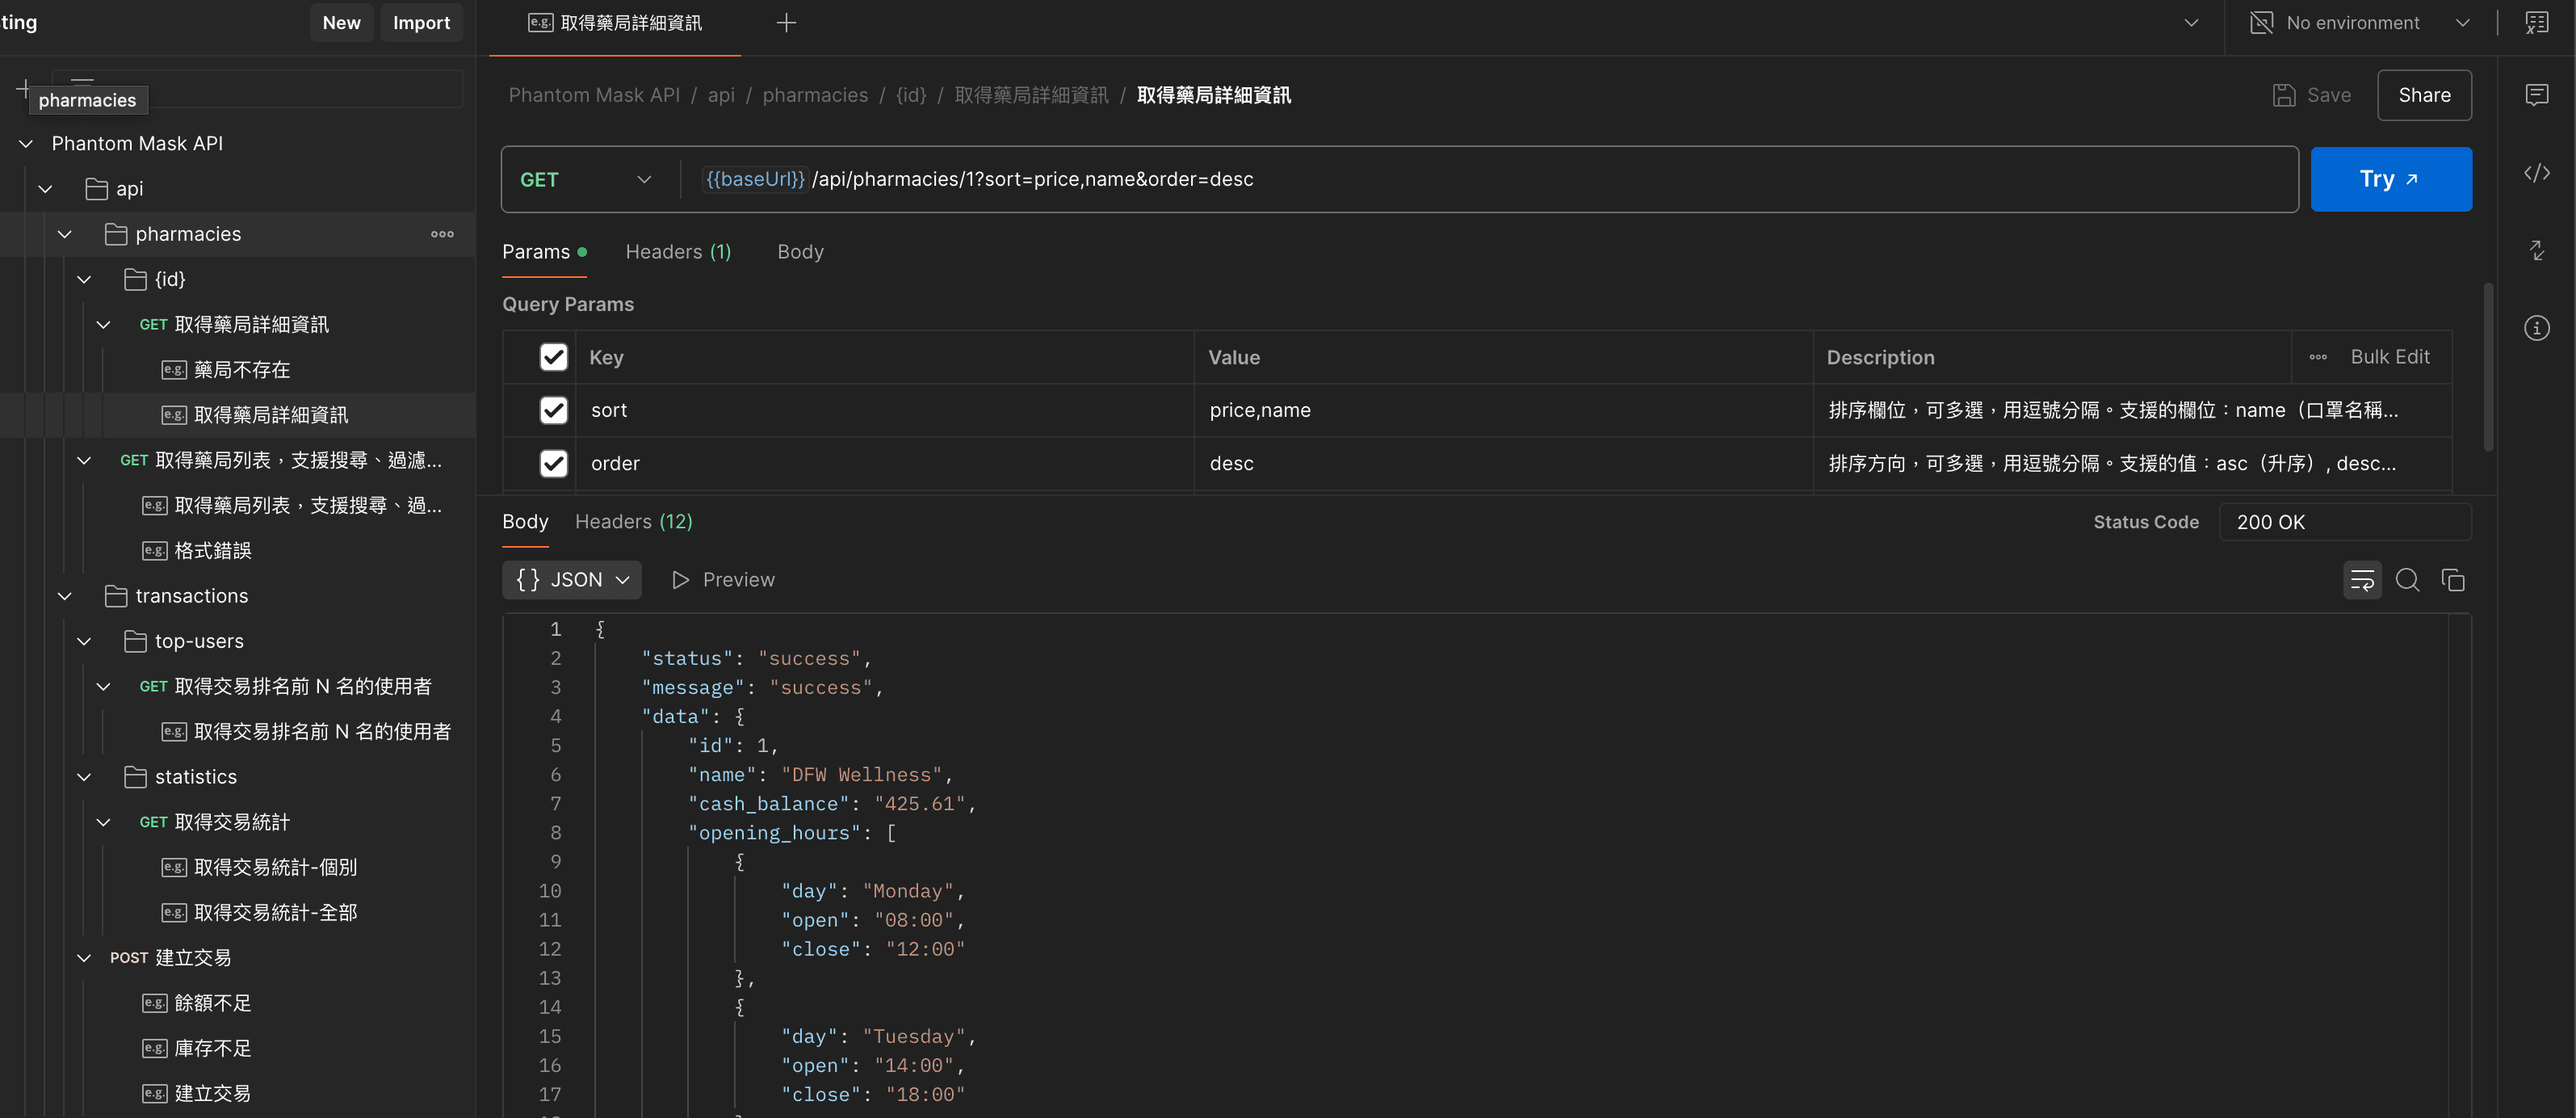 ting
New
Import
pharmacies
Phantom Mask API
api
pharmacies
{id}
GET 取得藥局詳細資訊
e.g. 藥局不存在
e.g. 取得藥局詳細資訊
GET 取得藥局列表，支援搜尋、過濾...
e.g. 取得藥局列表，支援搜尋、過...
e.g. 格式錯誤
transactions
top-users
GET 取得交易排名前 N 名的使用者
e.g. 取得交易排名前 N 名的使用者
statistics
GET 取得交易統計
e.g. 取得交易統計-個別
e.g. 取得交易統計-全部
POST 建立交易
e.g. 餘額不足
e.g. 庫存不足
e.g. 建立交易
e.g. 取得藥局詳細資訊
No environment
Phantom Mask API / api / pharmacies / {id} / 取得藥局詳細資訊 / 取得藥局詳細資訊
Save
Share
GET
{{baseUrl}}/api/pharmacies/1?sort=price,name&order=desc
Try
Params
Headers (1)
Body
Query Params
Key
Value
Description
Bulk Edit
sort
price,name
排序欄位，可多選，用逗號分隔。支援的欄位：name（口罩名稱...
order
desc
排序方向，可多選，用逗號分隔。支援的值：asc（升序）, desc...
Body
Headers (12)
Status Code
200 OK
{} JSON
Preview
1 {
2 "status": "success",
3 "message": "success",
4 "data": {
5 "id": 1,
6 "name": "DFW Wellness",
7 "cash_balance": "425.61",
8 "opening_hours": [
9 {
10 "day": "Monday",
11 "open": "08:00",
12 "close": "12:00"
13 },
14 {
15 "day": "Tuesday",
16 "open": "14:00",
17 "close": "18:00"